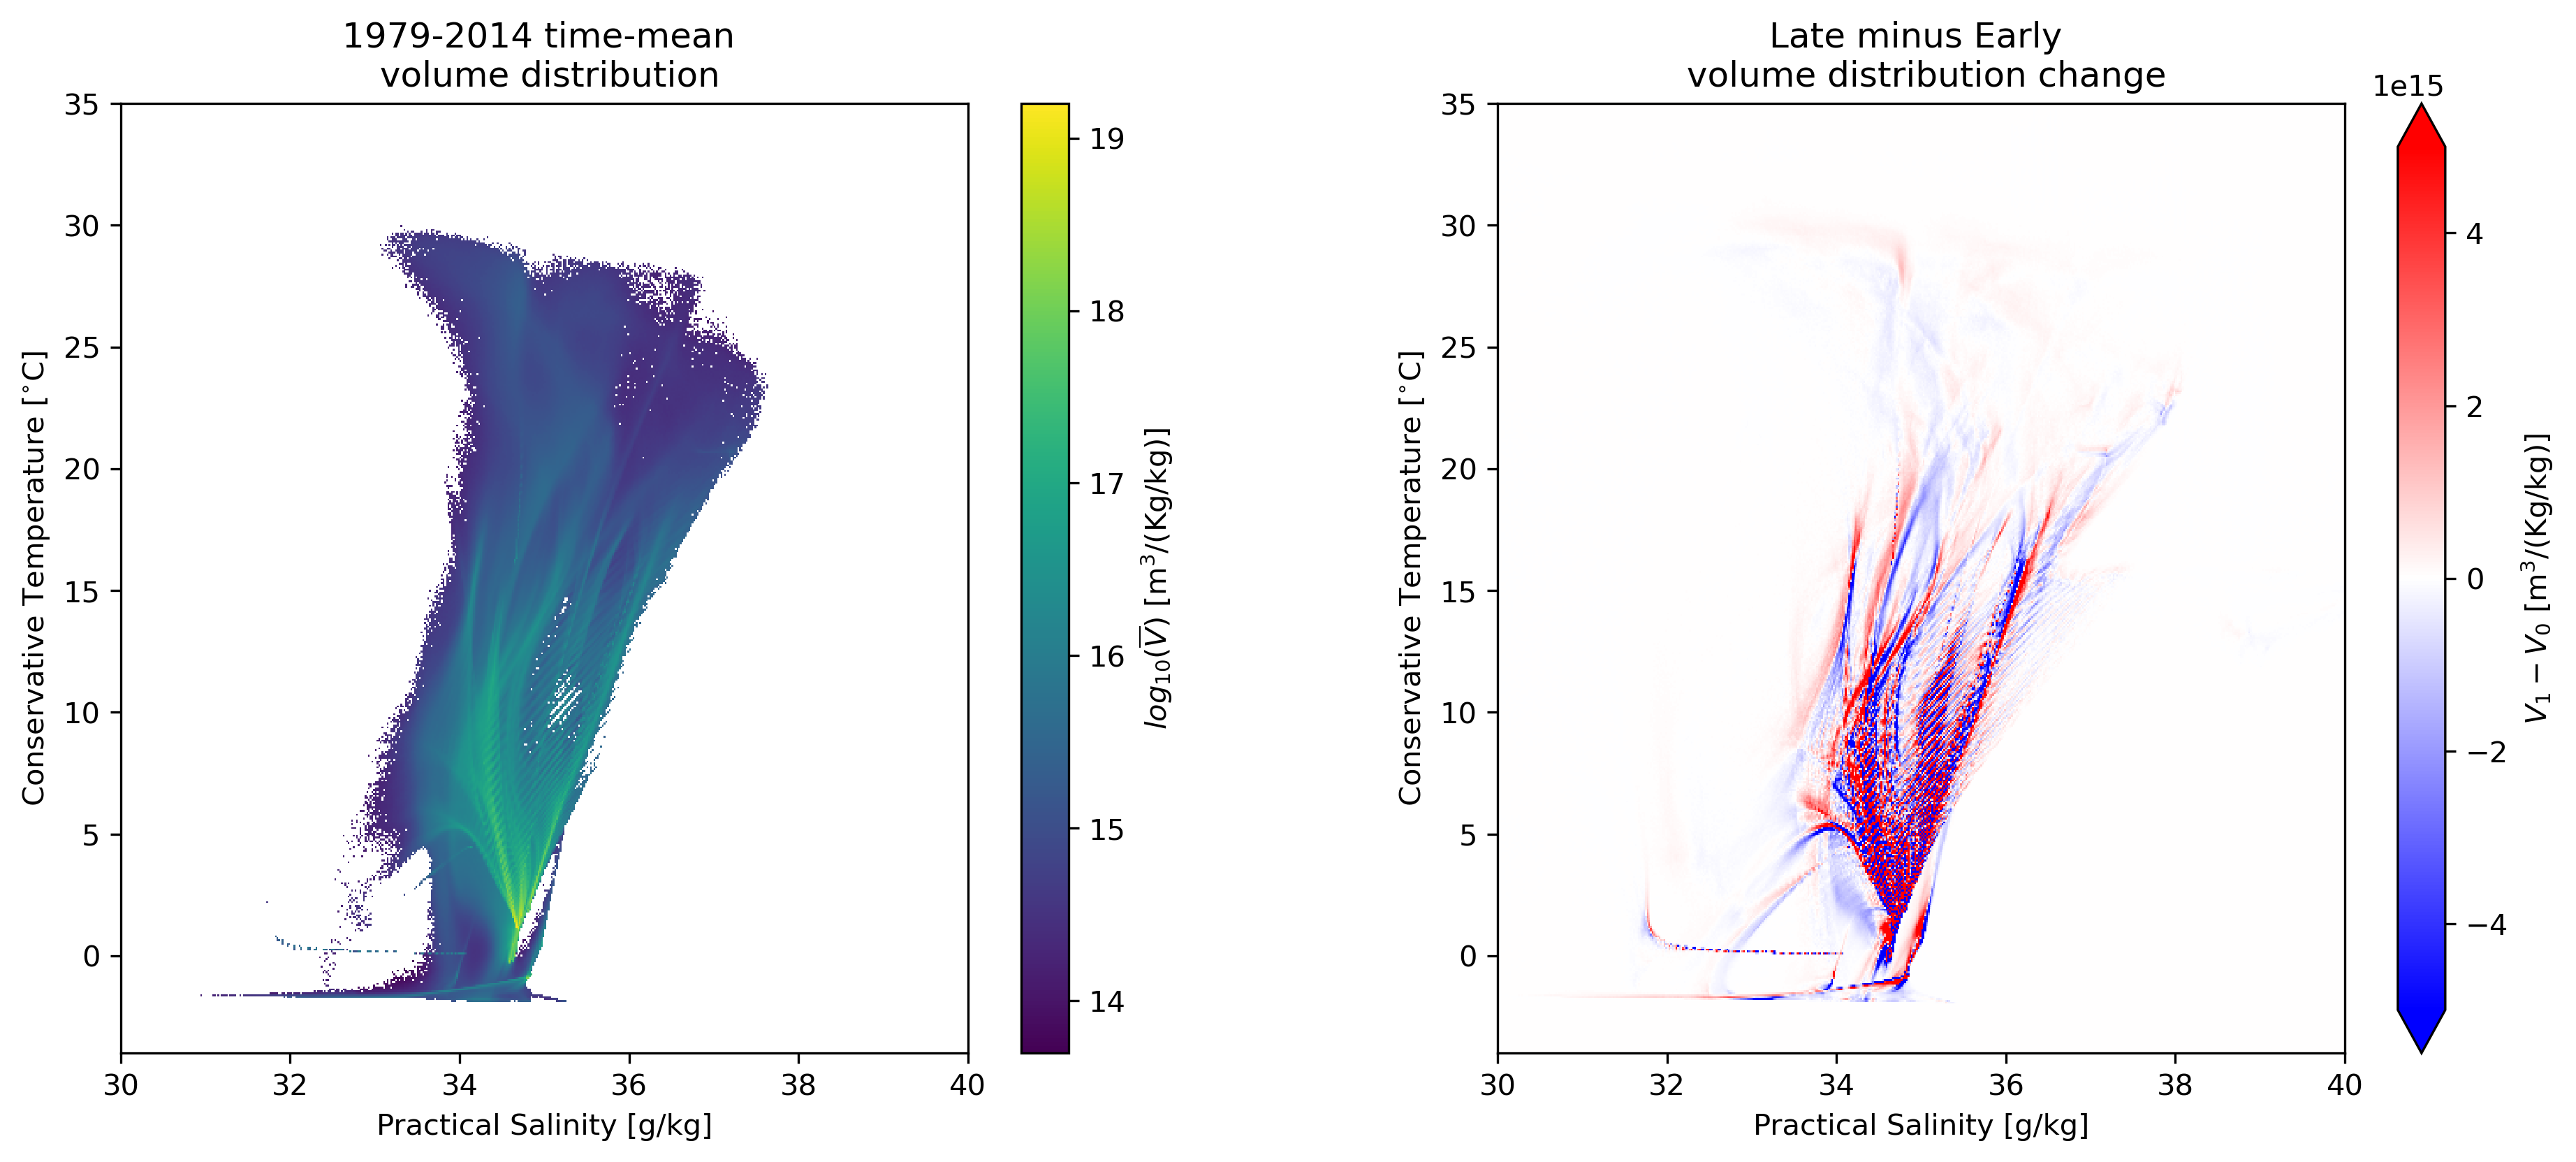 1979-2014 time-mean
volume distribution
35
30
25
20
15
10
5
0
Conservative Temperature [°C]
30 32 34 36 38 40
Practical Salinity [g/kg]
19
18
17
16
15
14
log₁₀(V̅) [m³/(Kg/kg)]
Late minus Early
volume distribution change
35
30
25
20
15
10
5
0
Conservative Temperature [°C]
30 32 34 36 38 40
Practical Salinity [g/kg]
1e15
4
2
0
−2
−4
V₁ − V₀ [m³/(Kg/kg)]